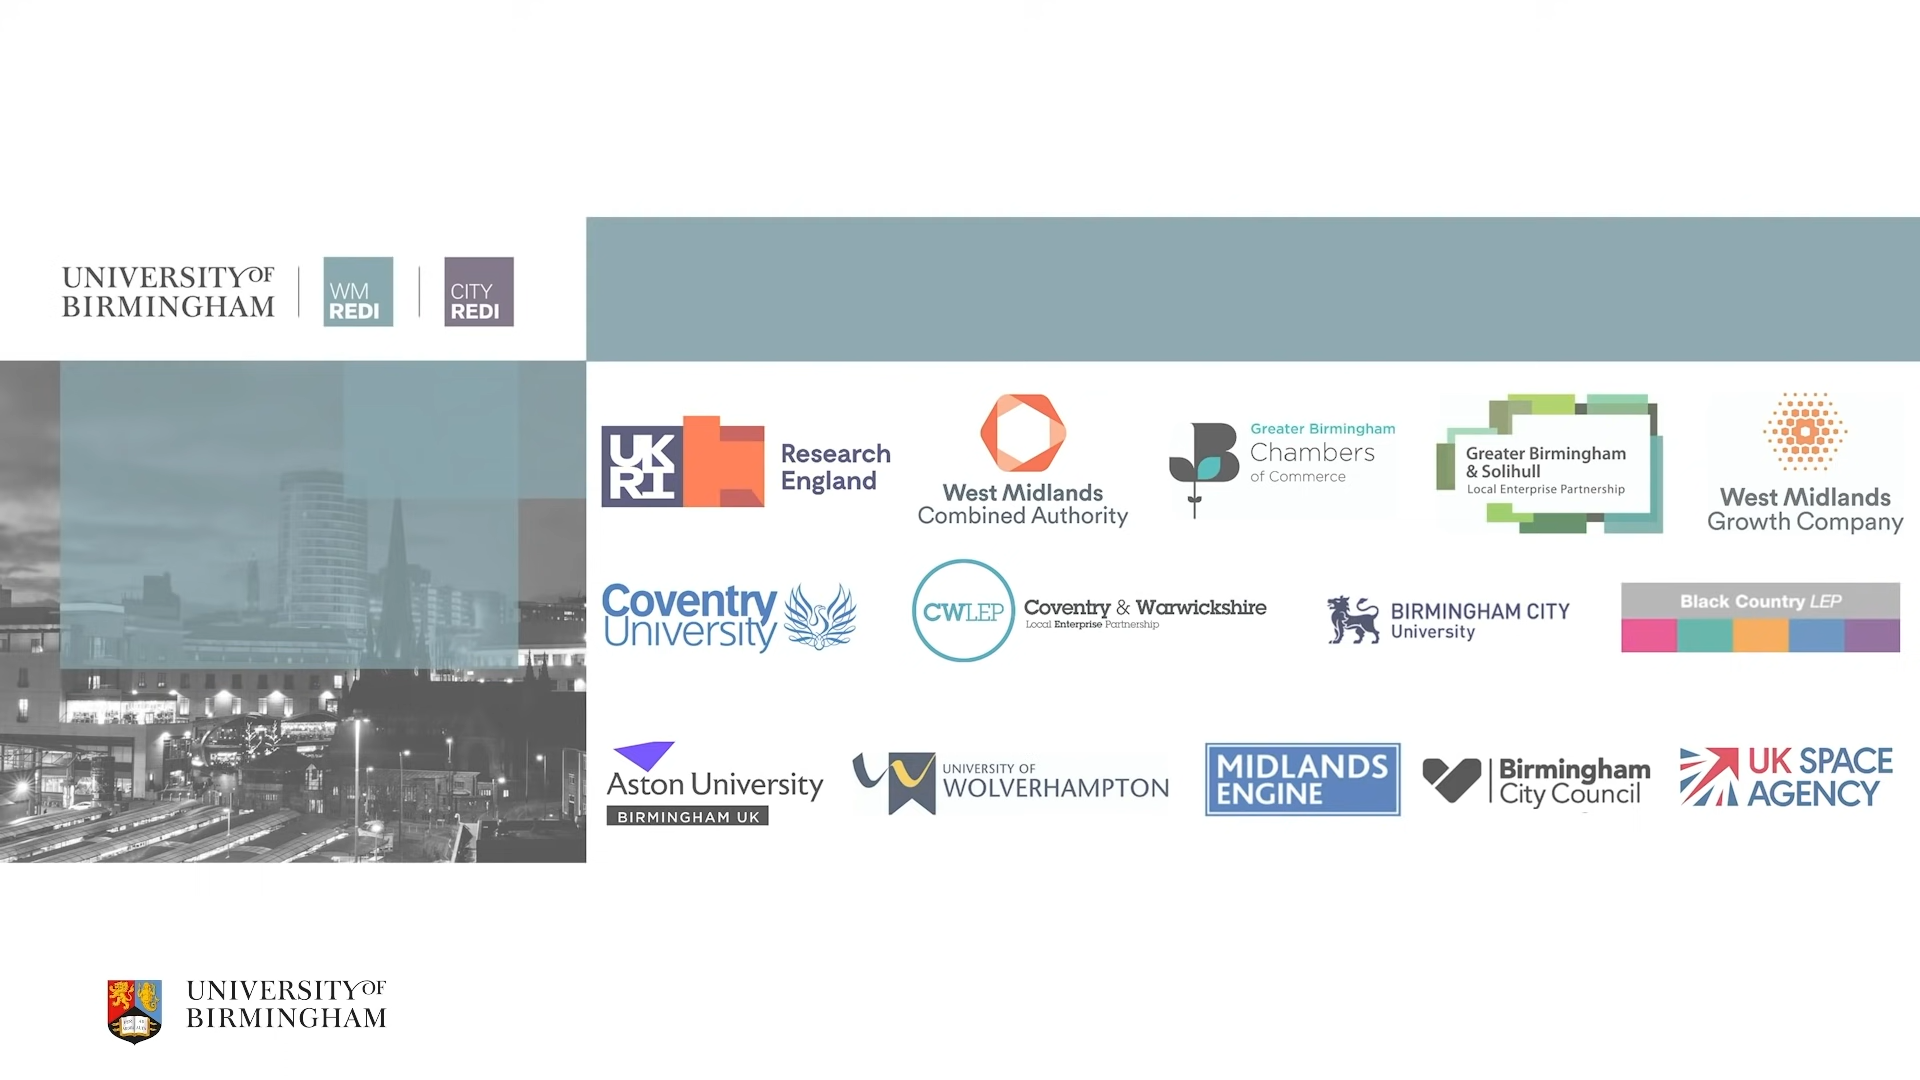 UNIVERSITY OF
BIRMINGHAM
WM
REDI
CITY
REDI
UK
RI
Research
England
West Midlands
Combined Authority
Greater Birmingham
Chambers
of Commerce
Greater Birmingham
& Solihull
Local Enterprise Partnership
West Midlands
Growth Company
Coventry
University
CWLEP
Coventry & Warwickshire
Local Enterprise Partnership
BIRMINGHAM CITY
University
Black Country LEP
Aston University
BIRMINGHAM UK
UNIVERSITY OF
WOLVERHAMPTON
MIDLANDS
ENGINE
Birmingham
City Council
UK SPACE
AGENCY
UNIVERSITY OF
BIRMINGHAM